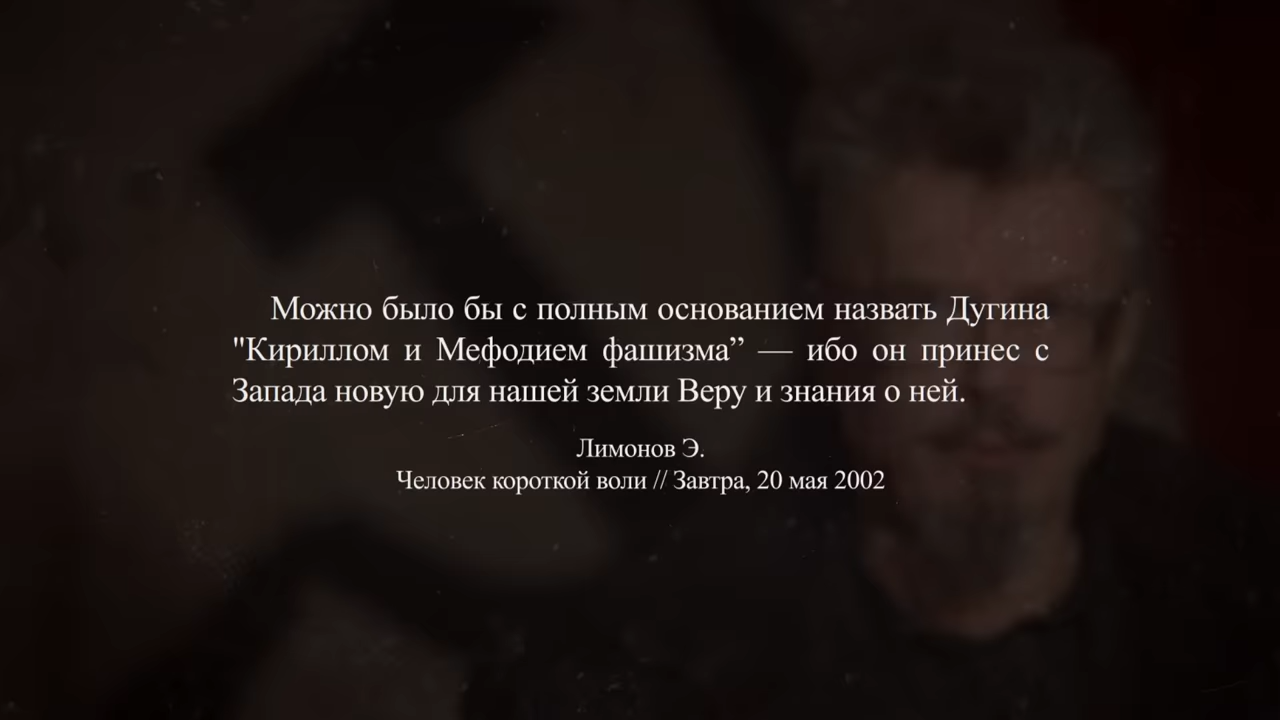 Можно было бы с полным основанием назвать Дугина
"Кириллом и Мефодием фашизма” — ибо он принес с
Запада новую для нашей земли Веру и знания о ней.
Лимонов Э.
Человек короткой воли // Завтра, 20 мая 2002